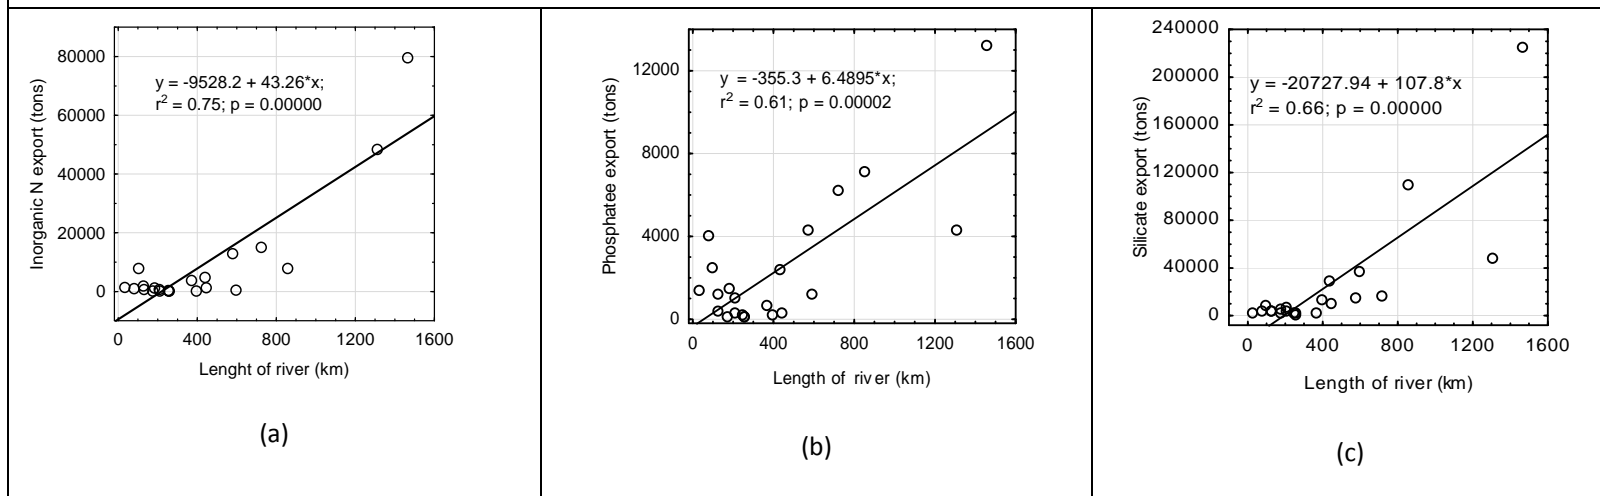 80000
60000
40000
20000
0
Inorganic N export (tons)
y = -9528.2 + 43.26*x;
r² = 0.75; p = 0.00000
0 400 800 1200 1600
Lenght of river (km)
(a)
12000
8000
4000
0
Phosphatee export (tons)
y = -355.3 + 6.4895*x;
r² = 0.61; p = 0.00002
0 400 800 1200 1600
Length of river (km)
(b)
240000
200000
160000
120000
80000
40000
0
Silicate export (tons)
y = -20727.94 + 107.8*x
r² = 0.66; p = 0.00000
0 400 800 1200 1600
Length of river (km)
(c)